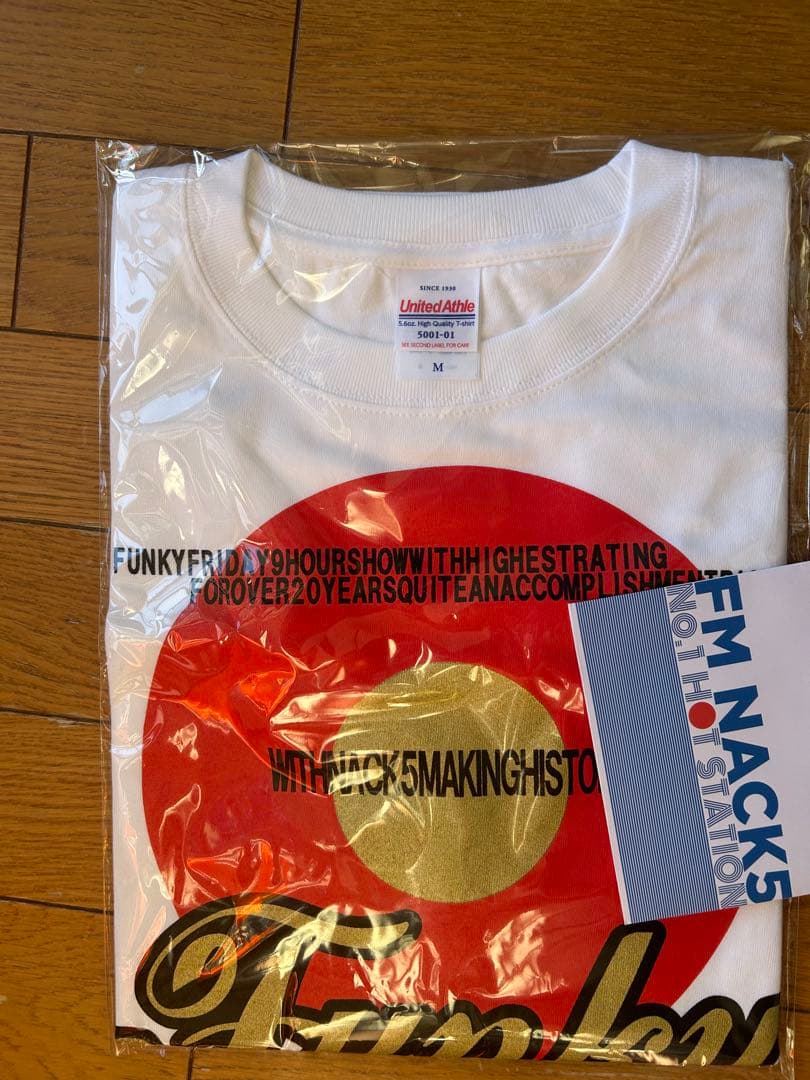 SINCE 1930
United Athle
5.6oz. High Quality T-shirt
5001-01
SEE SECOND LABEL FOR CARE
M
FUNKYFRIDAY9HOURSHOWWITHHIGHESTRATING
FOROVER20YEARSQUITEANACCOMPLISHMENT
WITHNACK5MAKINGHISTO
FM NACK5
NO.1 HOT STATION
Funky